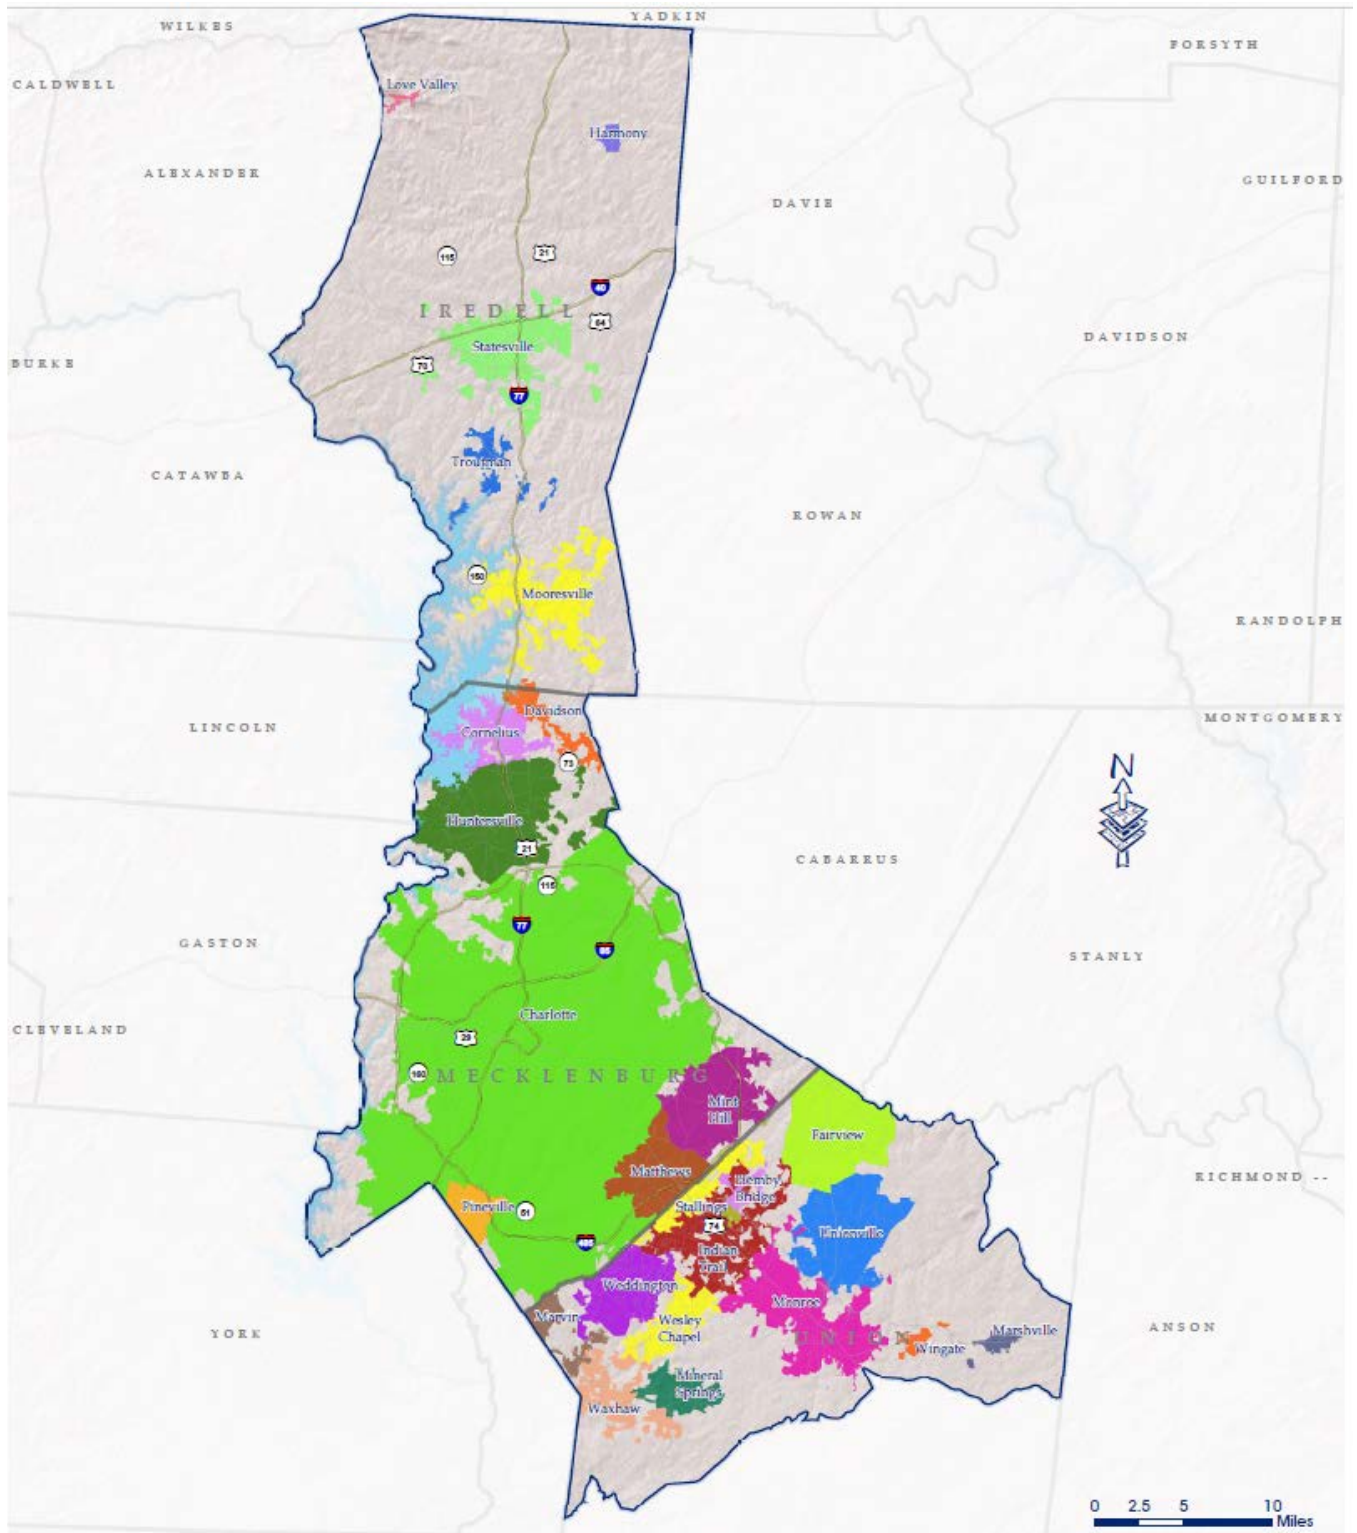 YADKIN
WILKES
FORSYTH
CALDWELL
Love Valley
Harmony
ALEXANDER
GUILFORD
DAVIE
115
21
40
IREDELL
64
DAVIDSON
Statesville
BURKE
70
77
Troutman
CATAWBA
ROWAN
150
Mooresville
RANDOLPH
Davidson
MONTGOMERY
LINCOLN
Cornelius
73
N
Huntersville
21
CABARRUS
115
77
GASTON
85
STANLY
Charlotte
CLEVELAND
29
160
MECKLENBURG
Mint
Hill
Fairview
Matthews
RICHMOND --
Hemby
Bridge
Pineville
51
Stallings
74
Unionville
485
Indian
Trail
Weddington
Monroe
Marvin
Wesley
Chapel
YORK
UNION
Marshville
ANSON
Wingate
Mineral
Springs
Waxhaw
0 2.5 5 10
Miles